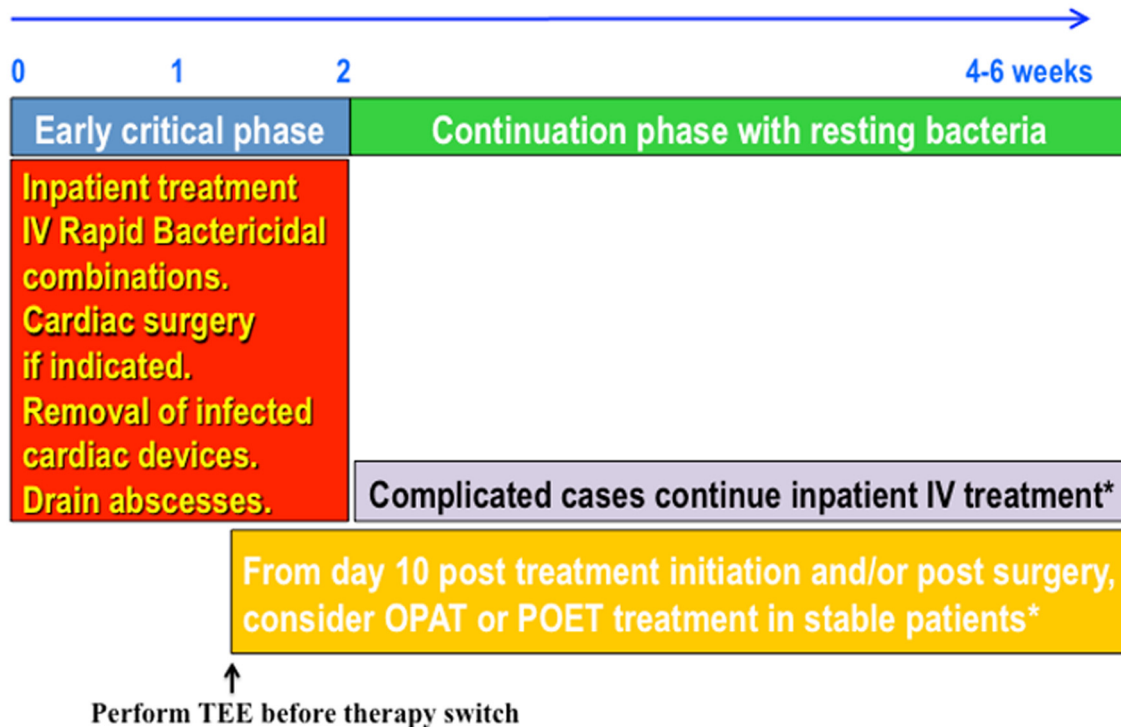 0 1 2 4-6 weeks
Early critical phase
Continuation phase with resting bacteria
Inpatient treatment
IV Rapid Bactericidal
combinations.
Cardiac surgery
if indicated.
Removal of infected
cardiac devices.
Drain abscesses.
Complicated cases continue inpatient IV treatment*
From day 10 post treatment initiation and/or post surgery,
consider OPAT or POET treatment in stable patients*
Perform TEE before therapy switch